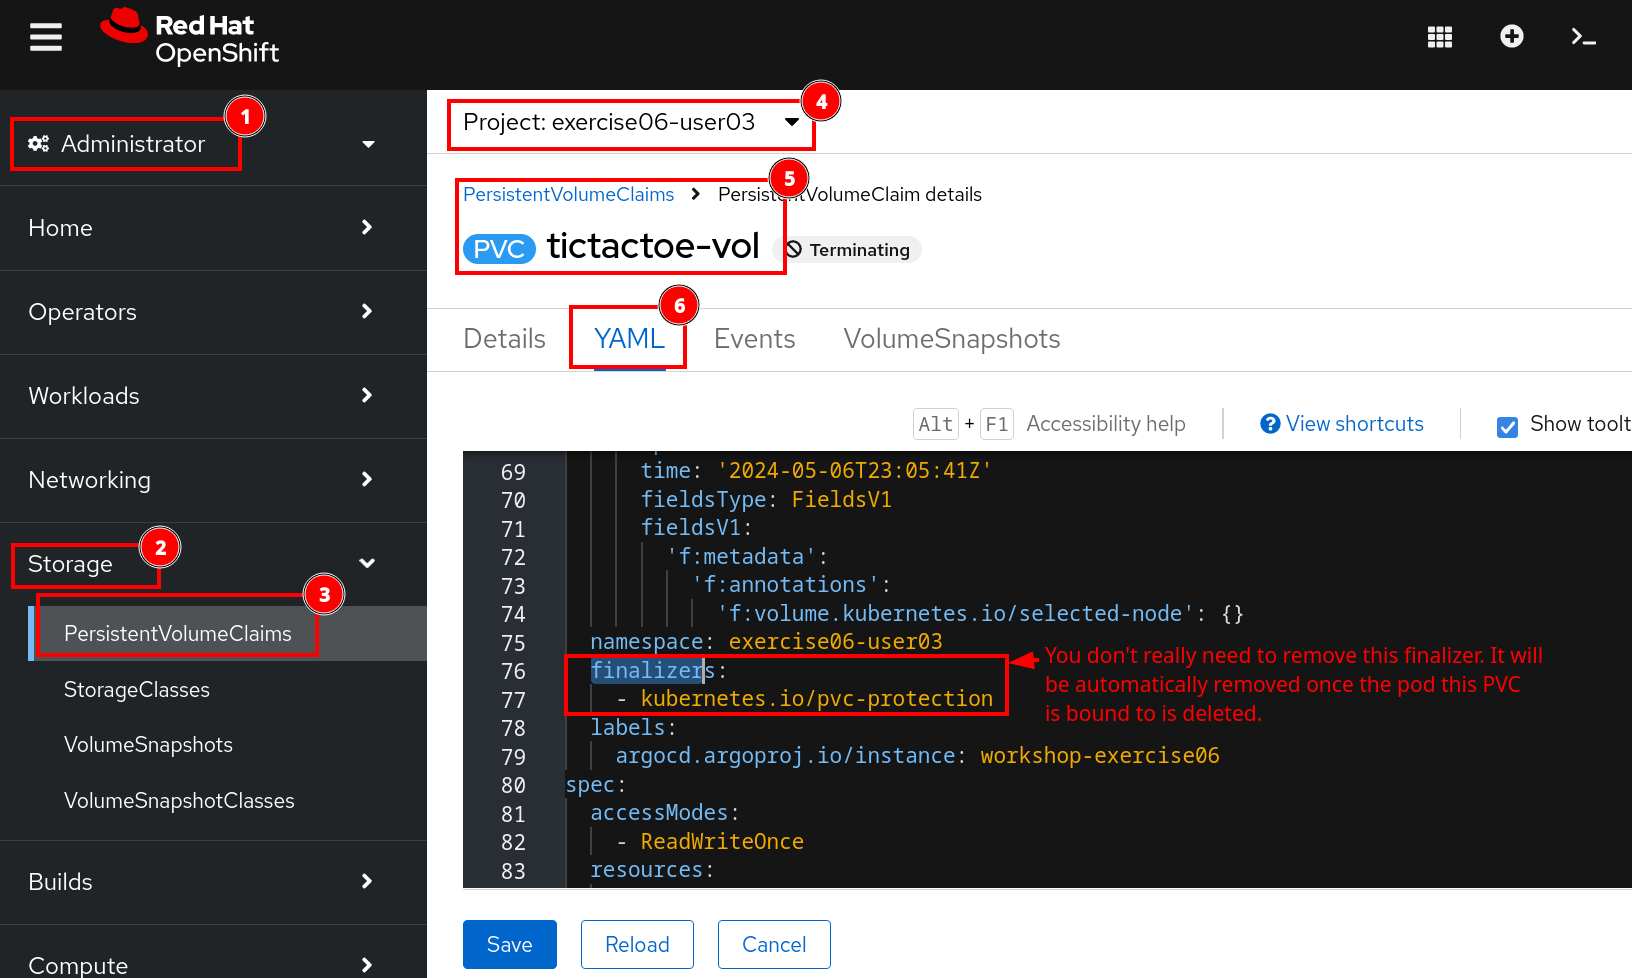 Red Hat
OpenShift
1
Administrator
Home
Operators
Workloads
Networking
2
Storage
3
PersistentVolumeClaims
StorageClasses
VolumeSnapshots
VolumeSnapshotClasses
Builds
Compute
4
Project: exercise06-user03
5
PersistentVolumeClaims > PersistentVolumeClaim details
PVC tictactoe-vol Terminating
6
Details YAML Events VolumeSnapshots
Alt + F1 Accessibility help ? View shortcuts Show toolt
69 time: '2024-05-06T23:05:41Z'
70 fieldsType: FieldsV1
71 fieldsV1:
72 'f:metadata':
73 'f:annotations':
74 'f:volume.kubernetes.io/selected-node': {}
75 namespace: exercise06-user03
76 finalizers:
77 - kubernetes.io/pvc-protection
78 labels:
79 argocd.argoproj.io/instance: workshop-exercise06
80 spec:
81 accessModes:
82 - ReadWriteOnce
83 resources:
You don't really need to remove this finalizer. It will
be automatically removed once the pod this PVC
is bound to is deleted.
Save Reload Cancel